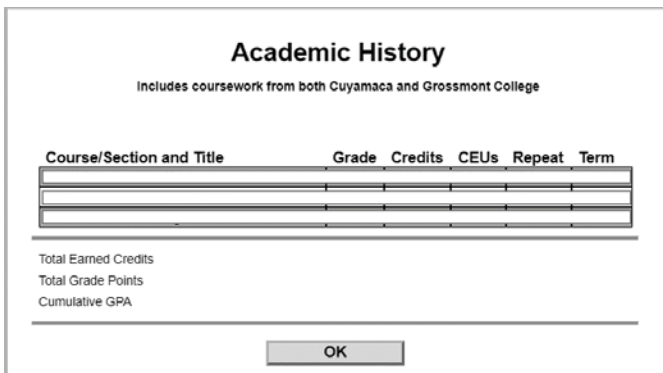 Academic History
Includes coursework from both Cuyamaca and Grossmont College
Course/Section and Title Grade Credits CEUs Repeat Term
Total Earned Credits
Total Grade Points
Cumulative GPA
OK